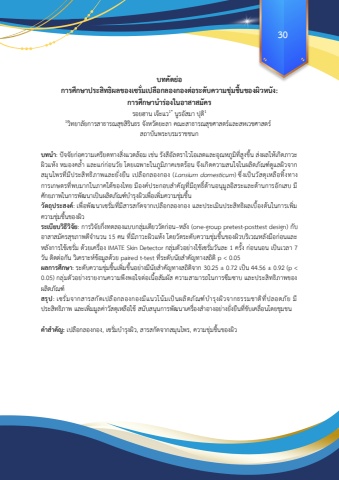 30
บทคัดย่อ
การศึกษาประสิทธิผลของเซรั่มเปลือกลองกองต่อระดับความชุ่มชื้นของผิวหนัง:
การศึกษานำร่องในอาสาสมัคร
รอยฮาน เจ๊ะแว¹* นูรอัสมา ปุติ¹
¹วิทยาลัยการสาธารณสุขสิรินธร จังหวัดยะลา คณะสาธารณสุขศาสตร์และสหเวชศาสตร์
สถาบันพระบรมราชชนก
บทนำ: ปัจจัยก่อความเครียดทางสิ่งแวดล้อม เช่น รังสีอัลตราไวโอเลตและอุณหภูมิที่สูงขึ้น ส่งผลให้เกิดภาวะ
ผิวแห้ง หมองคล้ำ และแก่ก่อนวัย โดยเฉพาะในภูมิภาคเขตร้อน จึงเกิดความสนใจในผลิตภัณฑ์ดูแลผิวจาก
สมุนไพรที่มีประสิทธิภาพและยั่งยืน เปลือกลองกอง (Lansium domesticum) ซึ่งเป็นวัสดุเหลือทิ้งทาง
การเกษตรที่พบมากในภาคใต้ของไทย มีองค์ประกอบสำคัญที่มีฤทธิ์ต้านอนุมูลอิสระและต้านการอักเสบ มี
ศักยภาพในการพัฒนาเป็นผลิตภัณฑ์บำรุงผิวเพื่อเพิ่มความชุ่มชื้น
วัตถุประสงค์: เพื่อพัฒนาเซรั่มที่มีสารสกัดจากเปลือกลองกอง และประเมินประสิทธิผลเบื้องต้นในการเพิ่ม
ความชุ่มชื้นของผิว
ระเบียบวิธีวิจัย: การวิจัยกึ่งทดลองแบบกลุ่มเดียววัดก่อน–หลัง (one-group pretest-posttest design) กับ
อาสาสมัครสุขภาพดีจำนวน 15 คน ที่มีภาวะผิวแห้ง โดยวัดระดับความชุ่มชื้นของผิวบริเวณหลังมือก่อนและ
หลังการใช้เซรั่ม ด้วยเครื่อง IMATE Skin Detector กลุ่มตัวอย่างใช้เซรั่มวันละ 1 ครั้ง ก่อนนอน เป็นเวลา 7
วัน ติดต่อกัน วิเคราะห์ข้อมูลด้วย paired t-test ที่ระดับนัยสำคัญทางสถิติ p < 0.05
ผลการศึกษา: ระดับความชุ่มชื้นเพิ่มขึ้นอย่างมีนัยสำคัญทางสถิติจาก 30.25 ± 0.72 เป็น 44.56 ± 0.92 (p <
0.05) กลุ่มตัวอย่างรายงานความพึงพอใจต่อเนื้อสัมผัส ความสามารถในการซึมซาบ และประสิทธิภาพของ
ผลิตภัณฑ์
สรุป: เซรั่มจากสารสกัดเปลือกลองกองมีแนวโน้มเป็นผลิตภัณฑ์บำรุงผิวจากธรรมชาติที่ปลอดภัย มี
ประสิทธิภาพ และเพิ่มมูลค่าวัสดุเหลือใช้ สนับสนุนการพัฒนาเครื่องสำอางอย่างยั่งยืนที่ขับเคลื่อนโดยชุมชน
คำสำคัญ: เปลือกลองกอง, เซรั่มบำรุงผิว, สารสกัดจากสมุนไพร, ความชุ่มชื้นของผิว